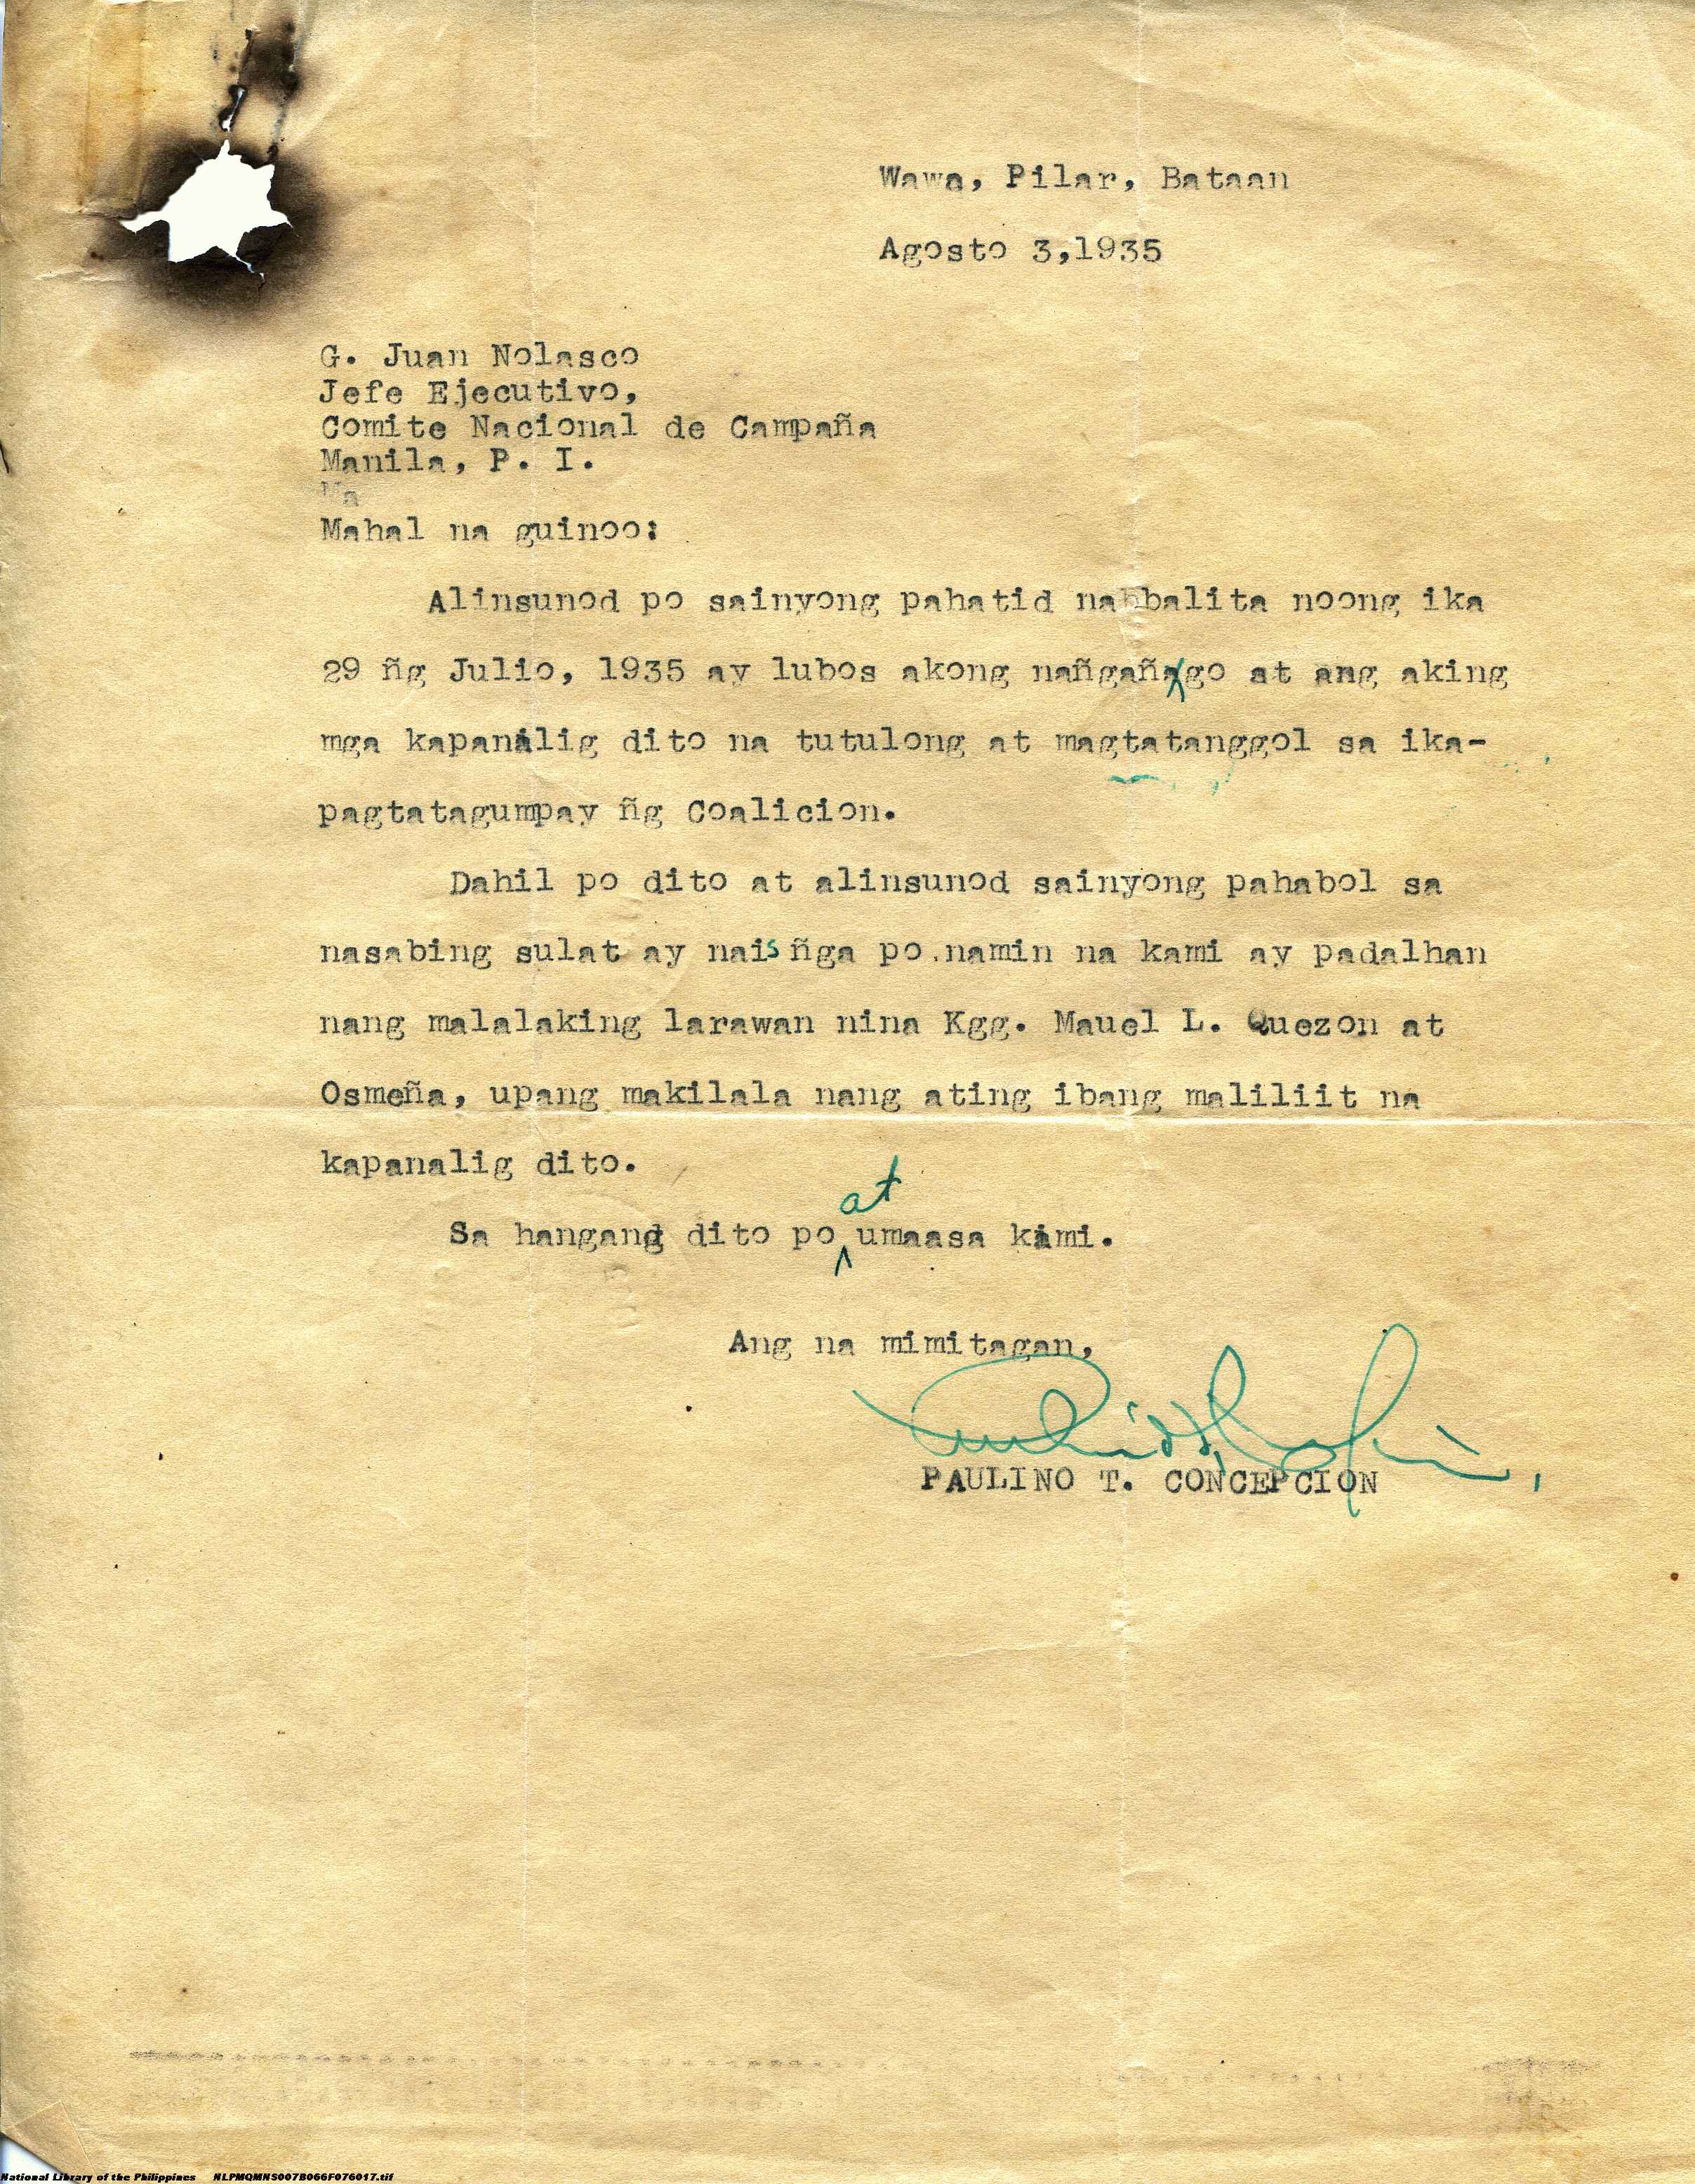 Wawa, Pilar, Bataan
Agosto 3,1935
G. Juan Nolasco
Jefe Ejecutivo,
Comite Nacional de Campaña
Manila, P. I.
Ma
Mahal na guinoo:
Alinsunod po sainyong pahatid na balita noong ika
29 ñg Julio, 1935 ay lubos akong nañgañgo at ang aking
mga kapanalig dito na tutulong at magtatanggol sa ika-
pagtatagumpay ñg Coalicion.
Dahil po dito at alinsunod sainyong pahabol sa
nasabing sulat ay nais ñga po namin na kami ay padalhan
nang malalaking larawan nina Kgg. Mauel L. Quezon at
Osmeña, upang makilala nang ating ibang maliliit na
kapanalig dito.
Sa hangang dito po at umaasa kami.
Ang na mimitagan,
PAULINO T. CONCEPCION
National Library of the Philippines NLPMQMNS007B066F076017.tif